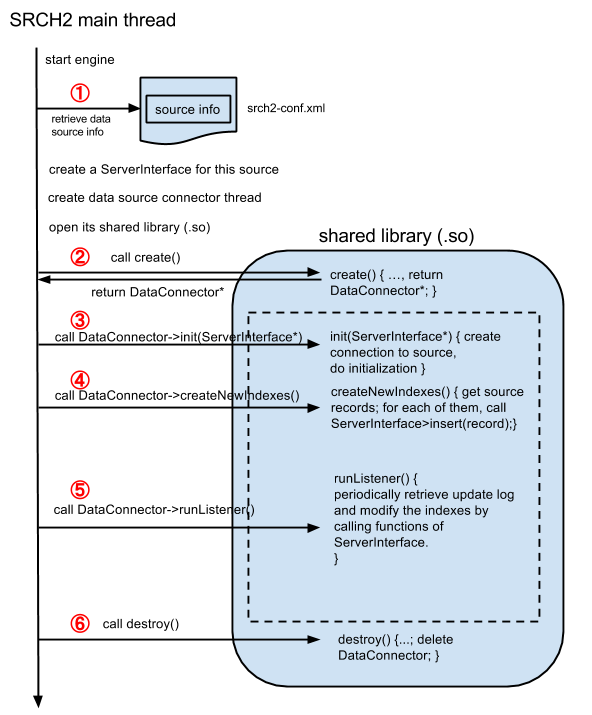 SRCH2 main thread
start engine
①
retrieve data
source info
source info
srch2-conf.xml
create a ServerInterface for this source
create data source connector thread
open its shared library (.so)
shared library (.so)
② call create()
return DataConnector*
create() { ..., return
DataConnector*; }
③
call DataConnector->init(ServerInterface*)
init(ServerInterface*) { create
connection to source,
do initialization }
④
call DataConnector->createNewIndexes()
createNewIndexes() { get source
records; for each of them, call
ServerInterface>insert(record);}
⑤
call DataConnector->runListener()
runListener() {
periodically retrieve update log
and modify the indexes by
calling functions of
ServerInterface.
}
⑥ call destroy()
destroy() {...; delete
DataConnector; }